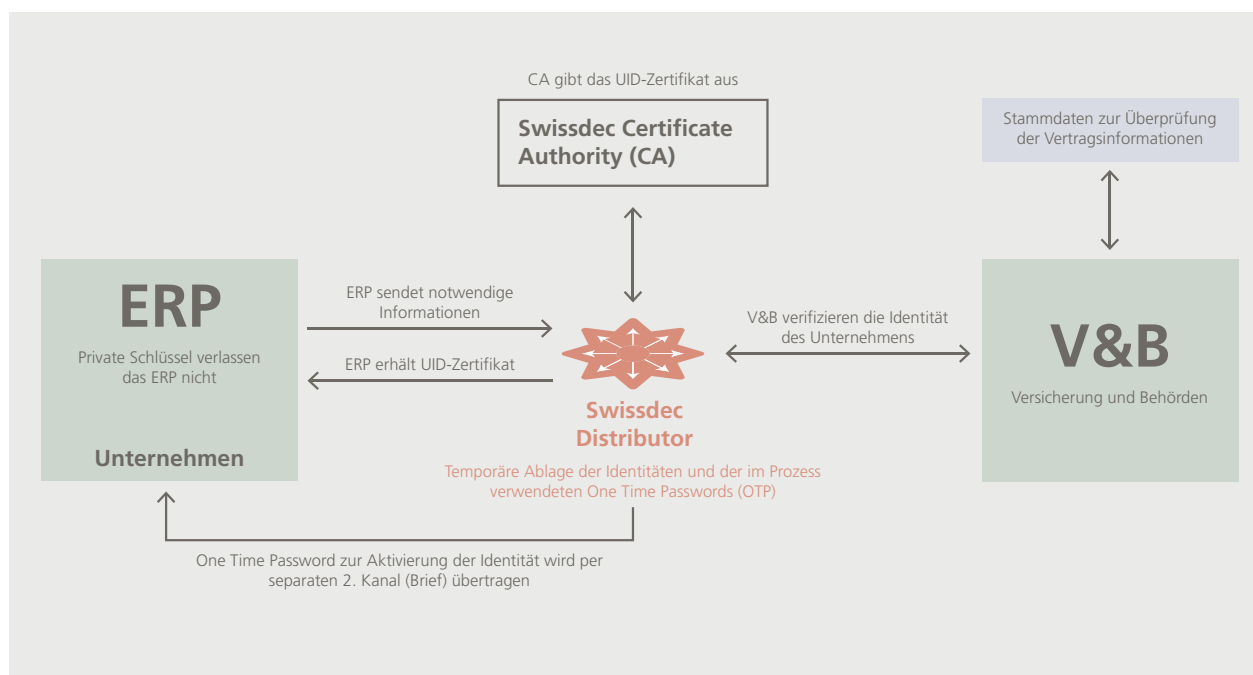 CA gibt das UID-Zertifikat aus
Swissdec Certificate
Authority (CA)
Stammdaten zur Überprüfung
der Vertragsinformationen
ERP
Private Schlüssel verlassen
das ERP nicht
Unternehmen
ERP sendet notwendige
Informationen
ERP erhält UID-Zertifikat
Swissdec
Distributor
Temporäre Ablage der Identitäten und der im Prozess
verwendeten One Time Passwords (OTP)
V&B verifizieren die Identität
des Unternehmens
V&B
Versicherung und Behörden
One Time Password zur Aktivierung der Identität wird per
separaten 2. Kanal (Brief) übertragen